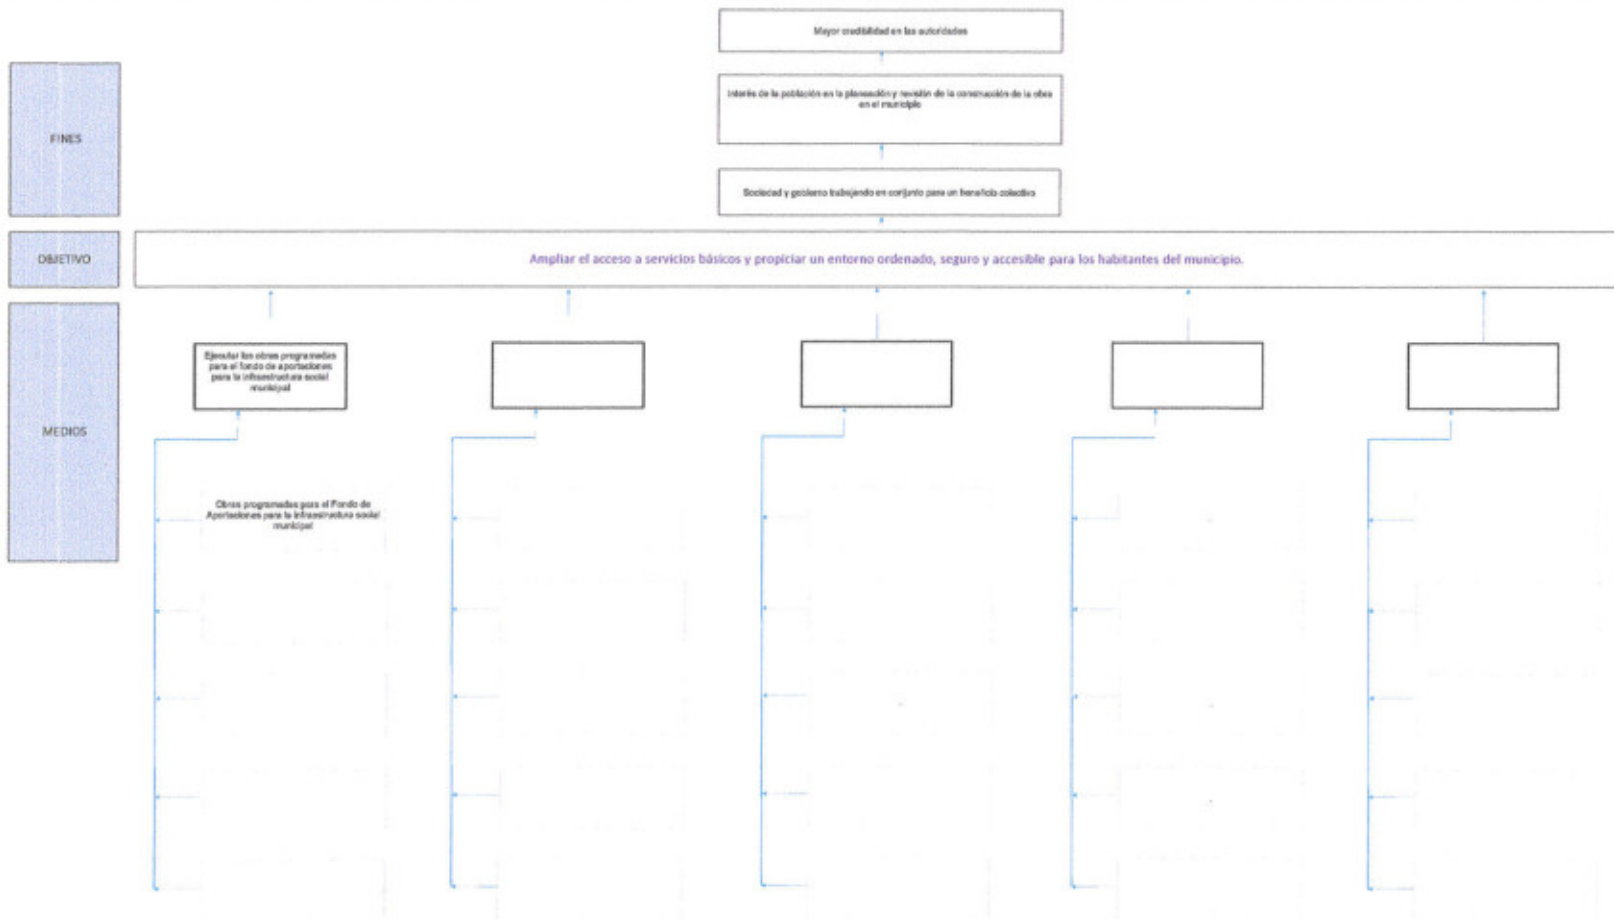 Mayor credibilidad en las autoridades
FINES
Interés de la población en la planeación y revisión de la construcción de la obra
en el municipio
Sociedad y gobierno trabajando en conjunto para un beneficio colectivo
OBJETIVO
Ampliar el acceso a servicios básicos y propiciar un entorno ordenado, seguro y accesible para los habitantes del municipio.
MEDIOS
Ejecutar las obras programadas
para el fondo de aportaciones
para la infraestructura social
municipal
Obras programadas para el Fondo de
Aportaciones para la infraestructura social
municipal